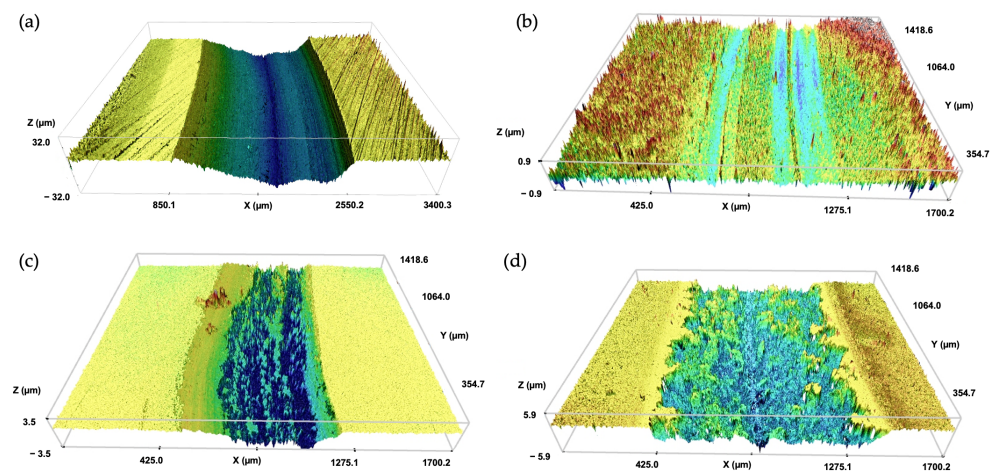 (a)
Z (µm)
32.0
− 32.0
850.1
X (µm)
2550.2
3400.3
(b)
1418.6
1064.0
Y (µm)
354.7
Z (µm)
0.9
− 0.9
425.0
X (µm)
1275.1
1700.2
(c)
1418.6
1064.0
Y (µm)
354.7
Z (µm)
3.5
− 3.5
425.0
X (µm)
1275.1
1700.2
(d)
1418.6
1064.0
Y (µm)
354.7
Z (µm)
5.9
− 5.9
425.0
X (µm)
1275.1
1700.2